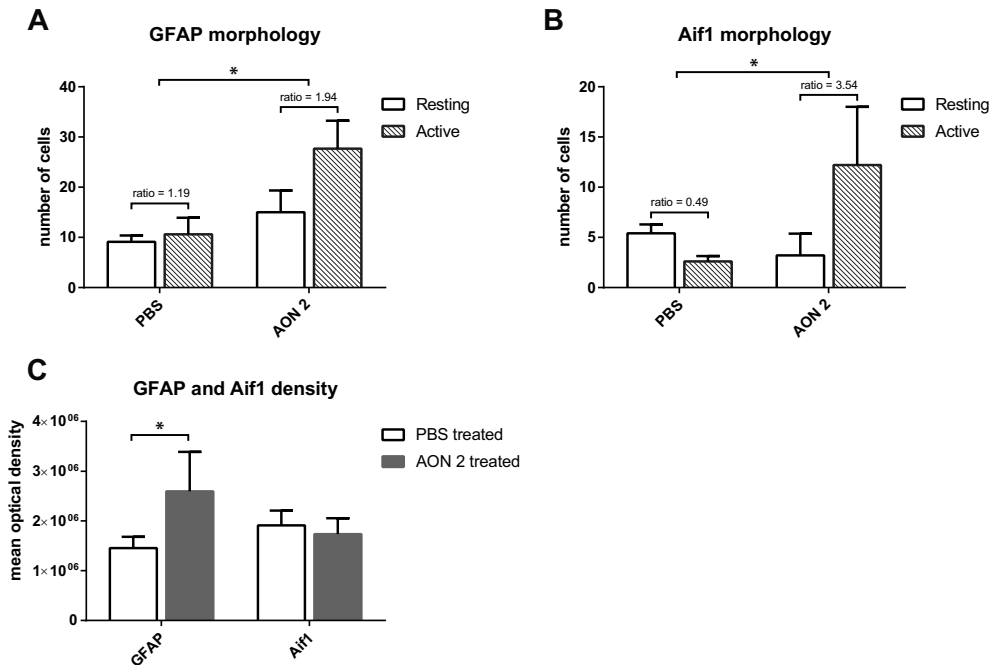 A
GFAP morphology
*
ratio = 1.94
ratio = 1.19
40
30
20
10
0
number of cells
PBS
AON 2
Resting
Active
B
Aif1 morphology
*
ratio = 3.54
ratio = 0.49
20
15
10
5
0
number of cells
PBS
AON 2
Resting
Active
C
GFAP and Aif1 density
*
4×10⁰⁶
3×10⁰⁶
2×10⁰⁶
1×10⁰⁶
0
mean optical density
GFAP
Aif1
PBS treated
AON 2 treated